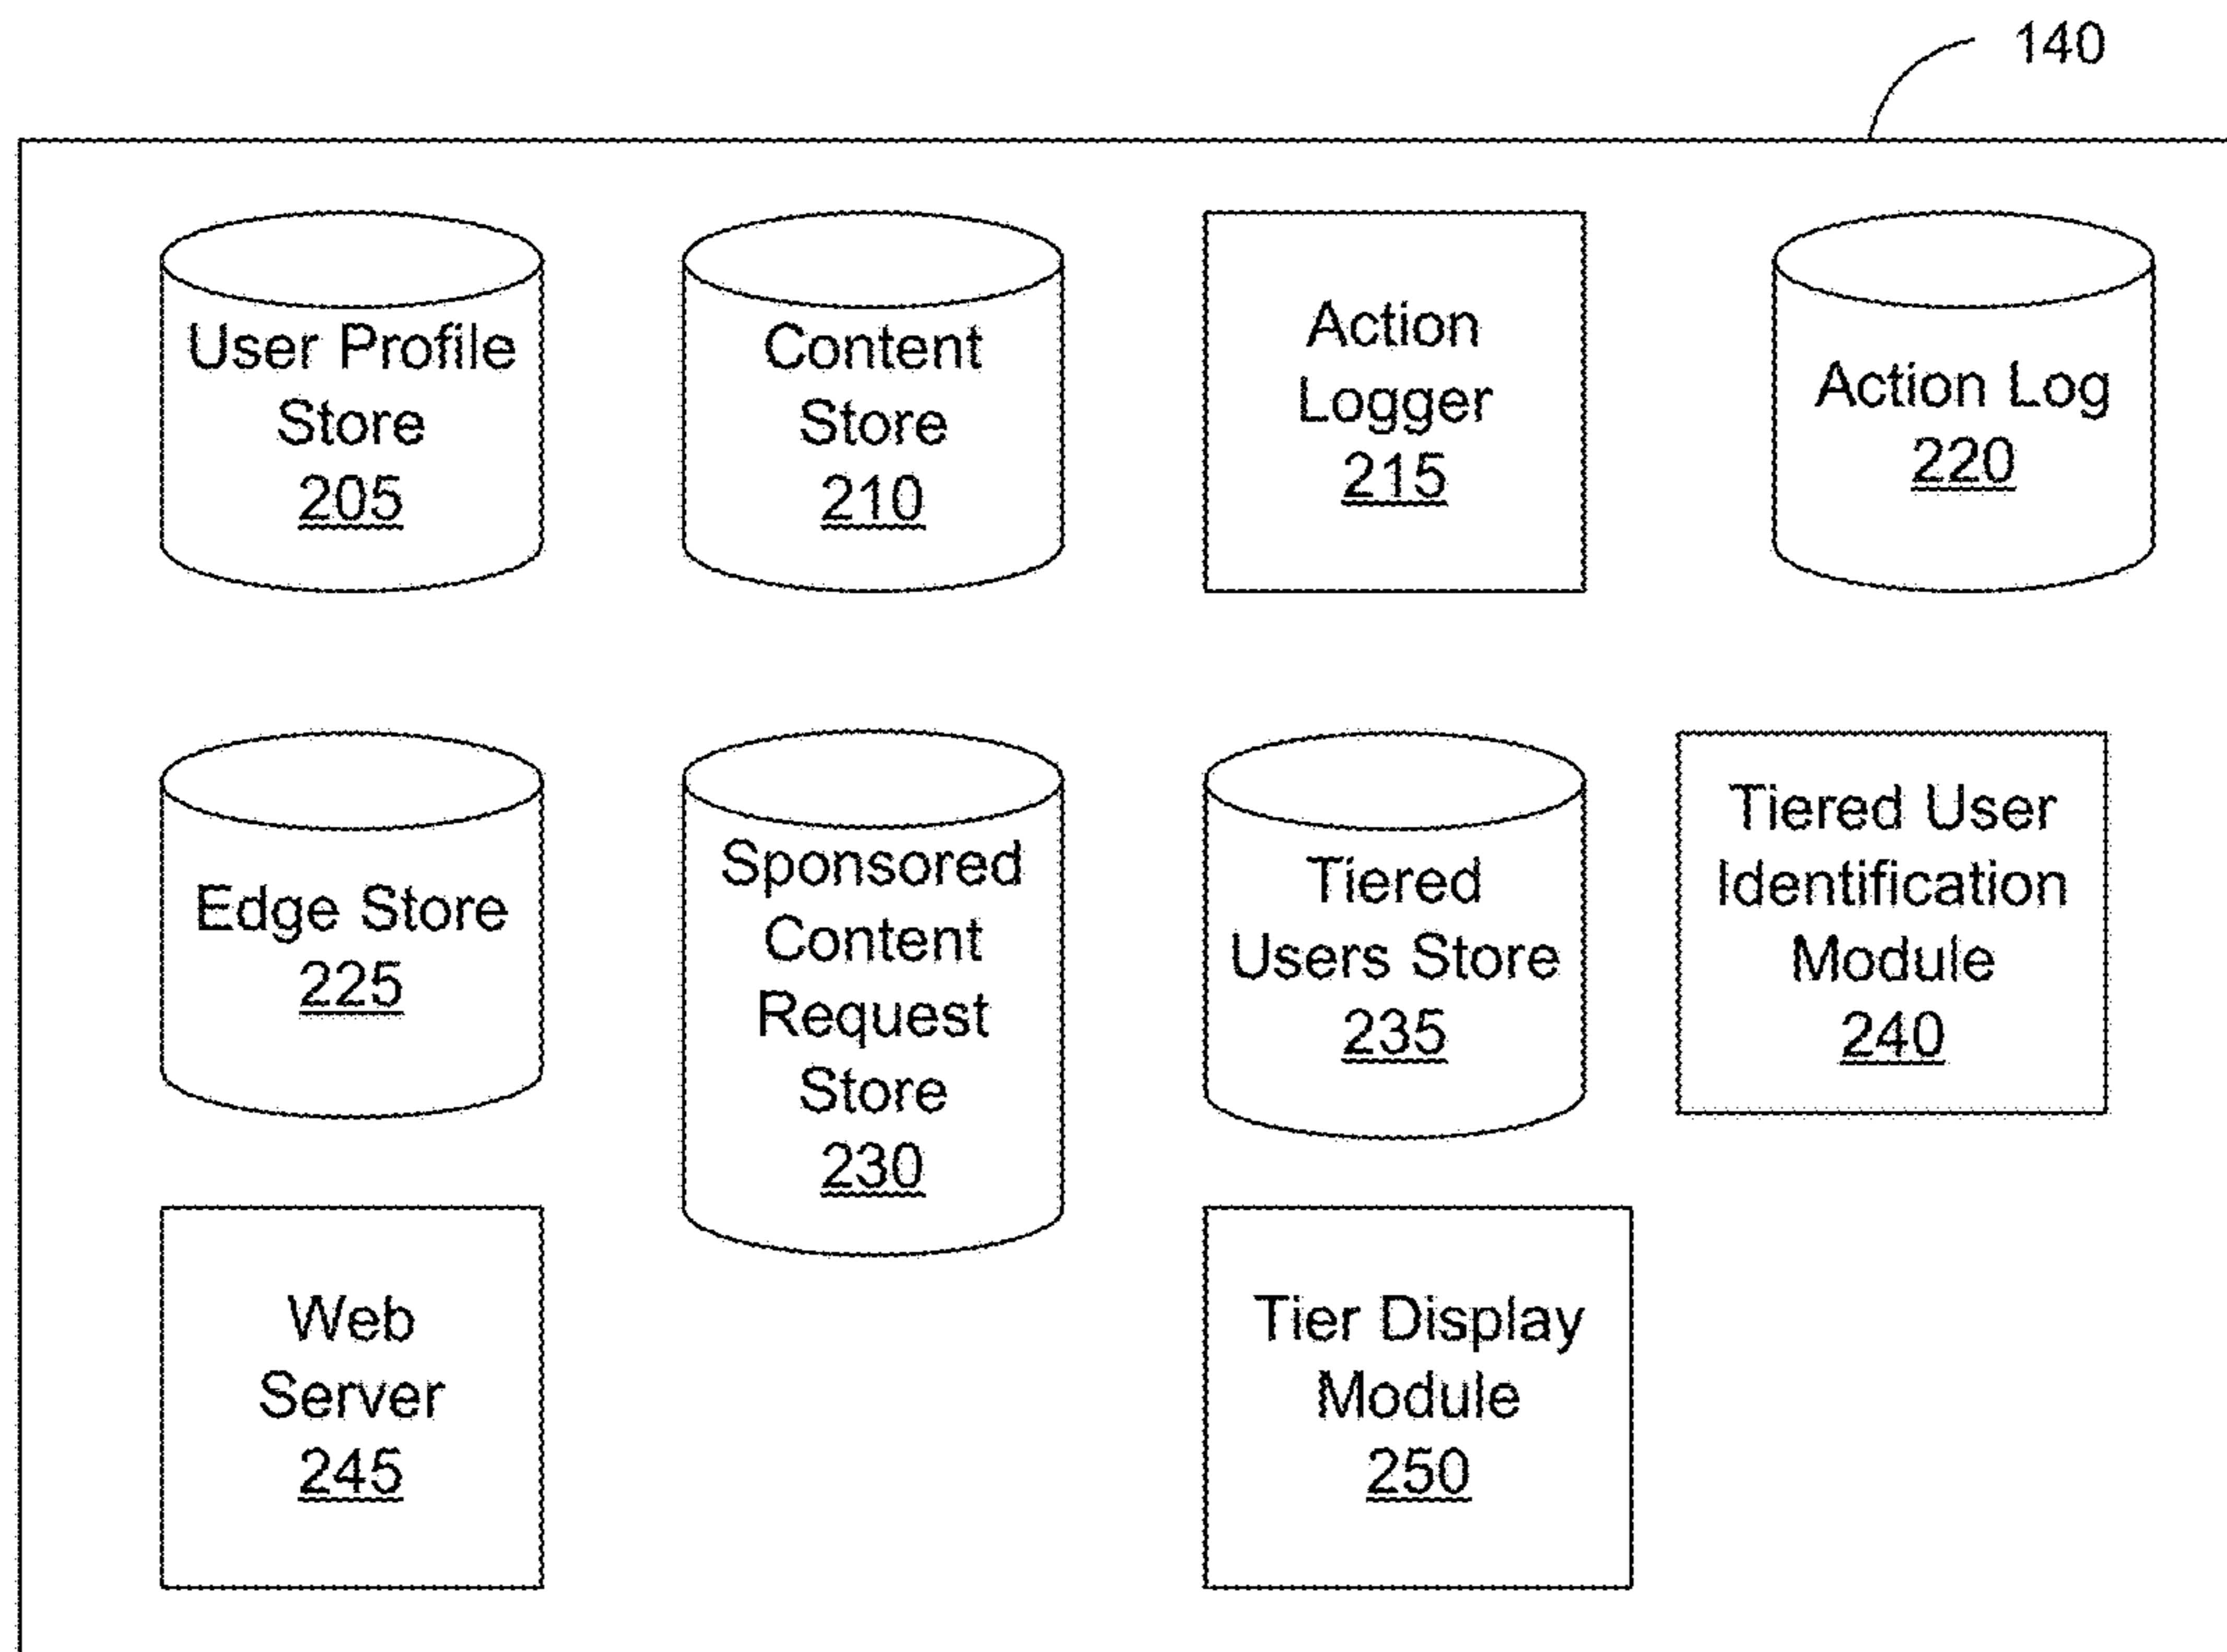 140
User Profile
Store
205
Content
Store
210
Action
Logger
215
Action Log
220
Edge Store
225
Sponsored
Content
Request
Store
230
Tiered
Users Store
235
Tiered User
Identification
Module
240
Web
Server
245
Tier Display
Module
250